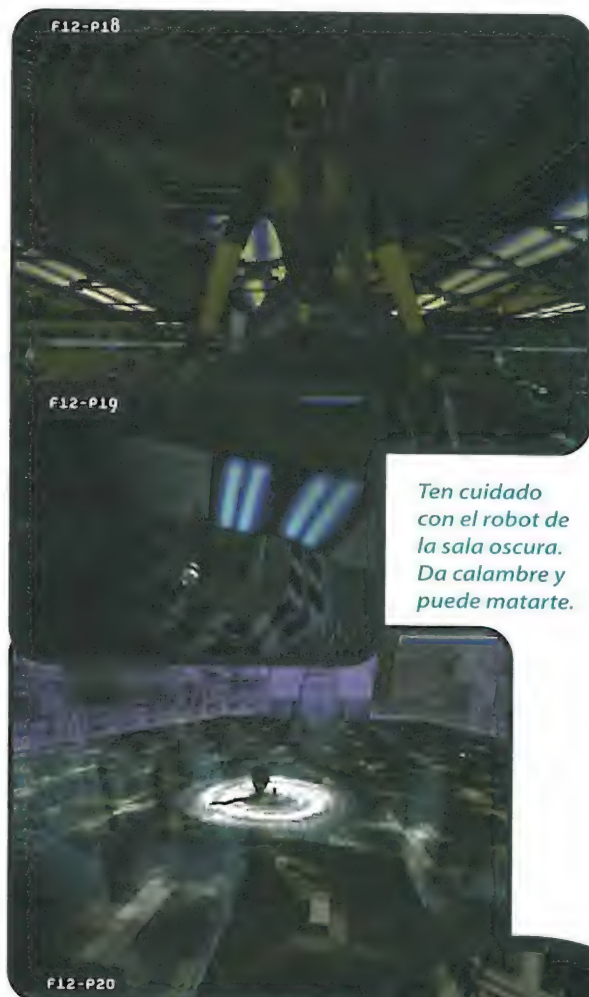 F12-P18
F12-P19
Ten cuidado
con el robot de
la sala oscura.
Da calambre y
puede matarte.
F12-P20